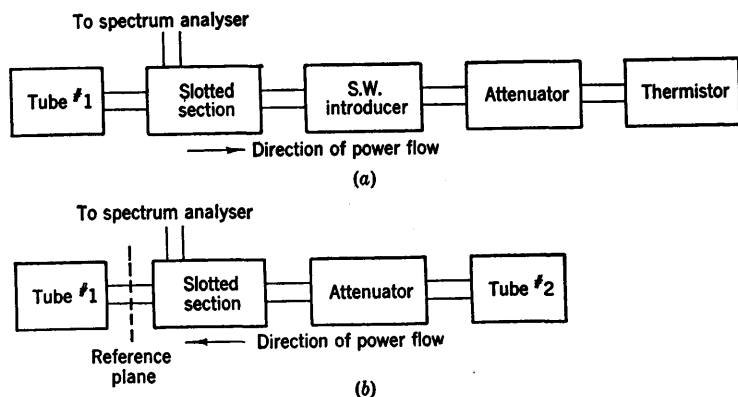 To spectrum analyser
Tube #1
Slotted
section
S.W.
introducer
Attenuator
Thermistor
Direction of power flow
(a)
To spectrum analyser
Tube #1
Slotted
section
Attenuator
Tube #2
Direction of power flow
Reference
plane
(b)